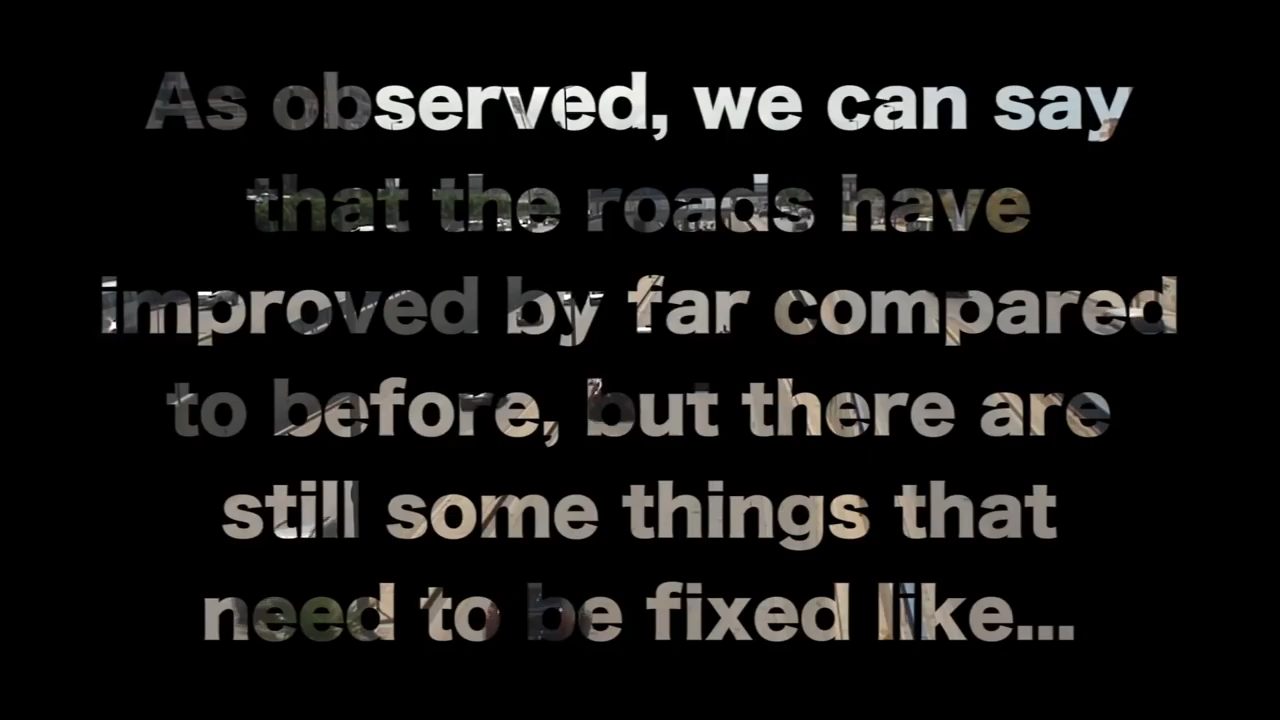 As observed, we can say
that the roads have
improved by far compared
to before, but there are
still some things that
need to be fixed like...